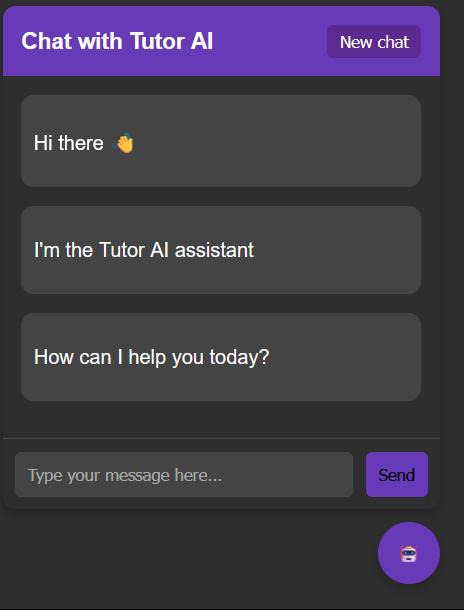 Chat with Tutor AI
New chat
Hi there 👋
I'm the Tutor AI assistant
How can I help you today?
Type your message here...
Send